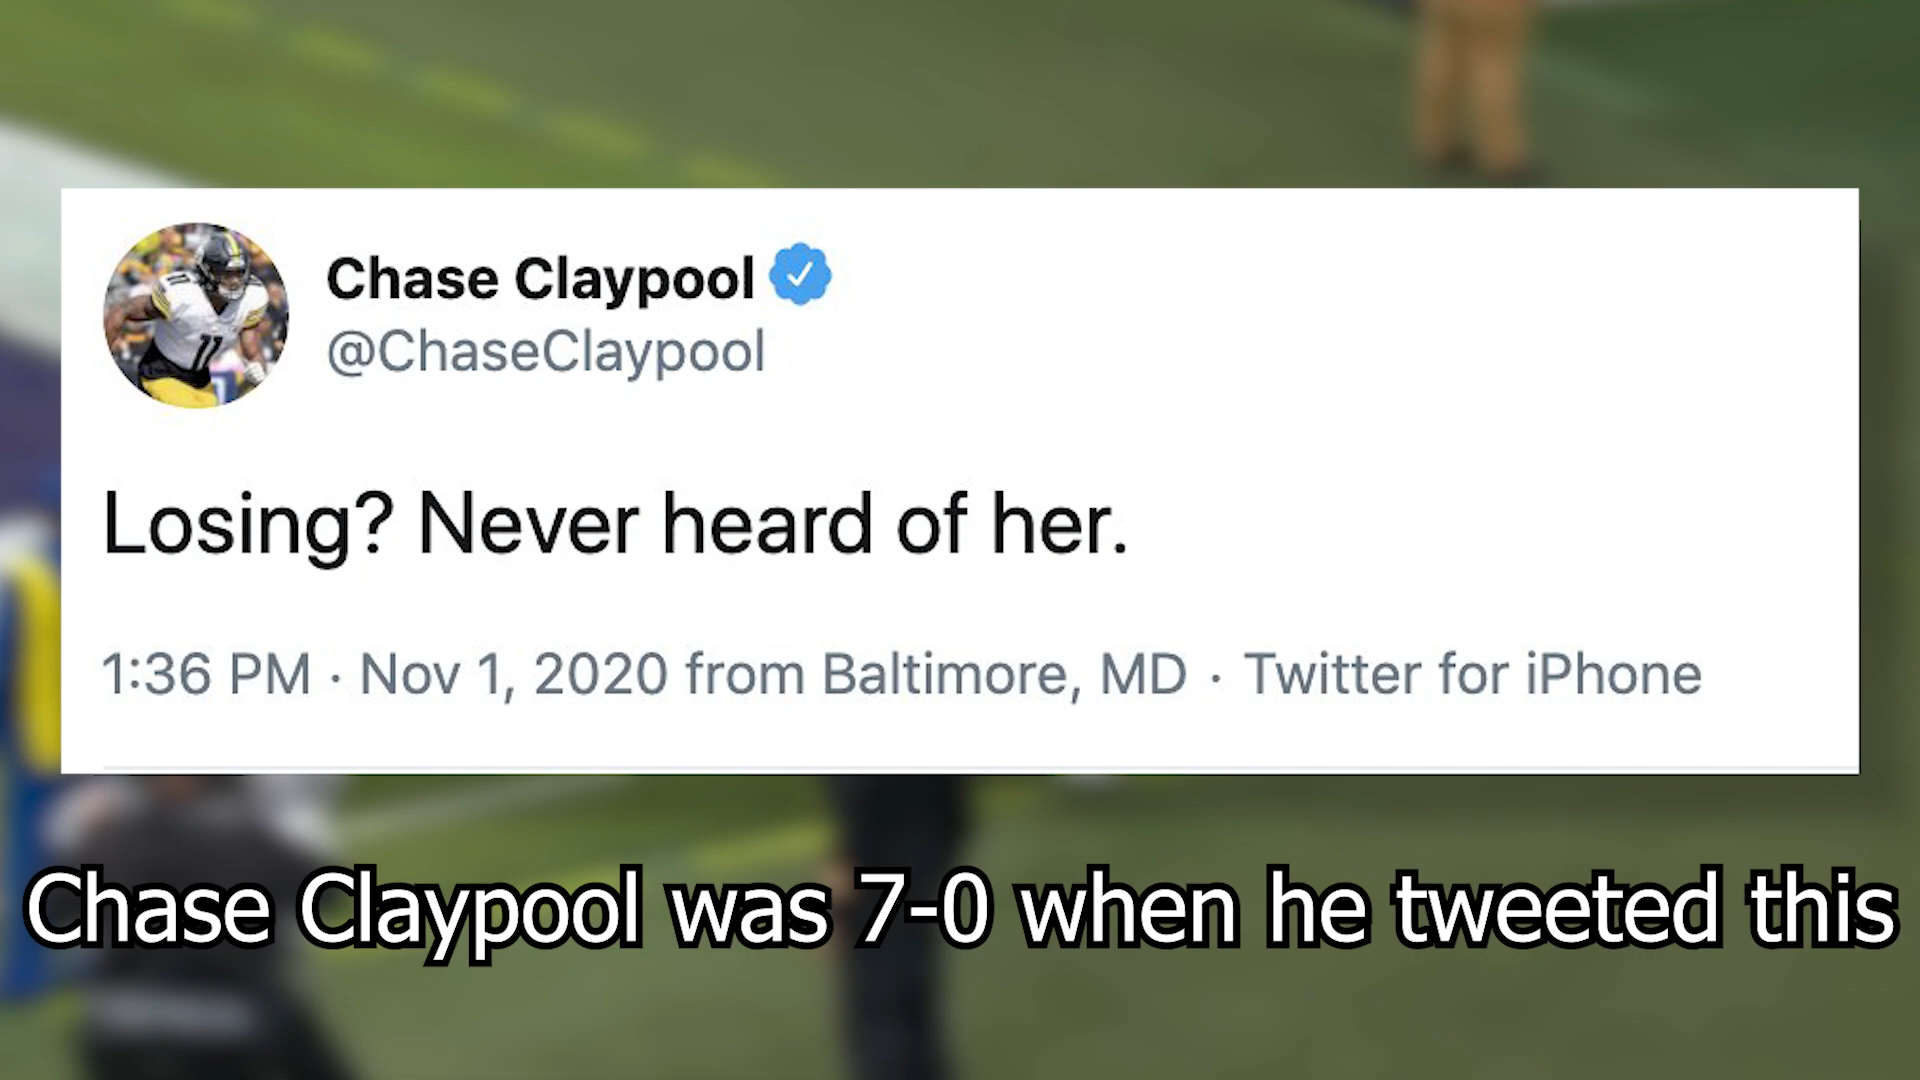 Chase Claypool
@ChaseClaypool
Losing? Never heard of her.
1:36 PM · Nov 1, 2020 from Baltimore, MD · Twitter for iPhone
Chase Claypool was 7-0 when he tweeted this
11